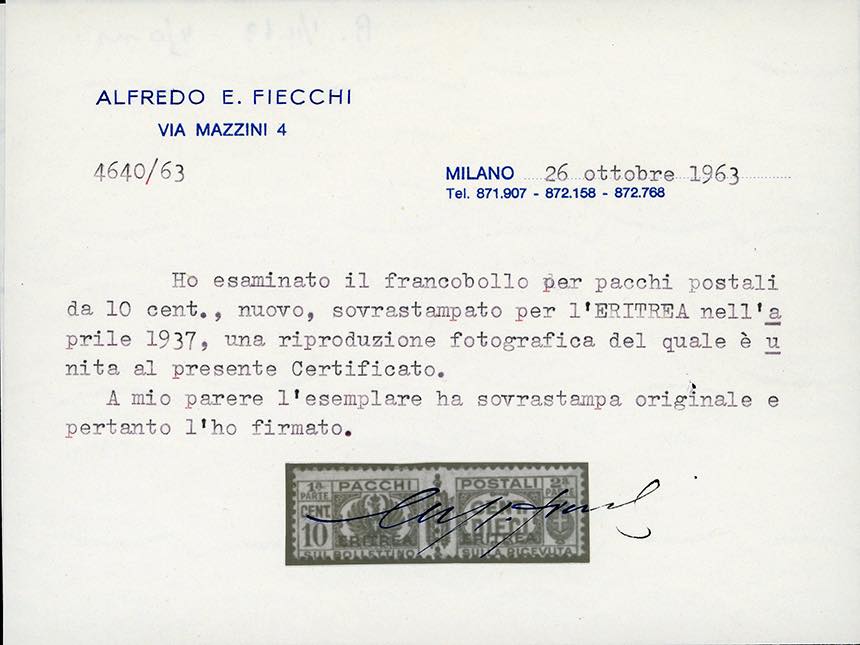 ALFREDO E. FIECCHI
VIA MAZZINI 4
4640/63
MILANO 26 ottobre 1963
Tel. 871.907 - 872.158 - 872.768
Ho esaminato il francobollo per pacchi postali
da 10 cent., nuovo, sovrastampato per l'ERITREA nell'a
prile 1937, una riproduzione fotografica del quale è u
nita al presente Certificato.
A mio parere l'esemplare ha sovrastampa originale e
pertanto l'ho firmato.
1ª PARTE PACCHI POSTALI 2ª
CENT. 10
ERITREA ERITREA
SUL BOLLETTINO SULLA RICEVUTA